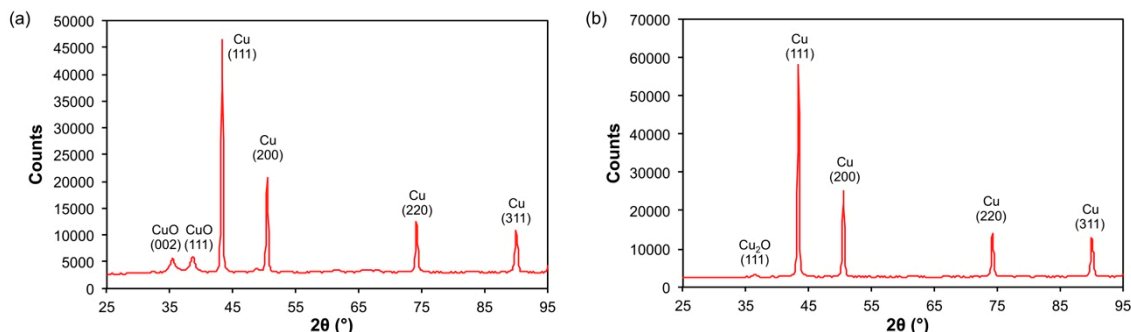 (a)
50000
45000
40000
35000
30000
25000
20000
15000
10000
5000
0
Counts
CuO
(002)
CuO
(111)
Cu
(111)
Cu
(200)
Cu
(220)
Cu
(311)
25 35 45 55 65 75 85 95
2θ (°)
(b)
70000
60000
50000
40000
30000
20000
10000
0
Counts
Cu₂O
(111)
Cu
(111)
Cu
(200)
Cu
(220)
Cu
(311)
25 35 45 55 65 75 85 95
2θ (°)